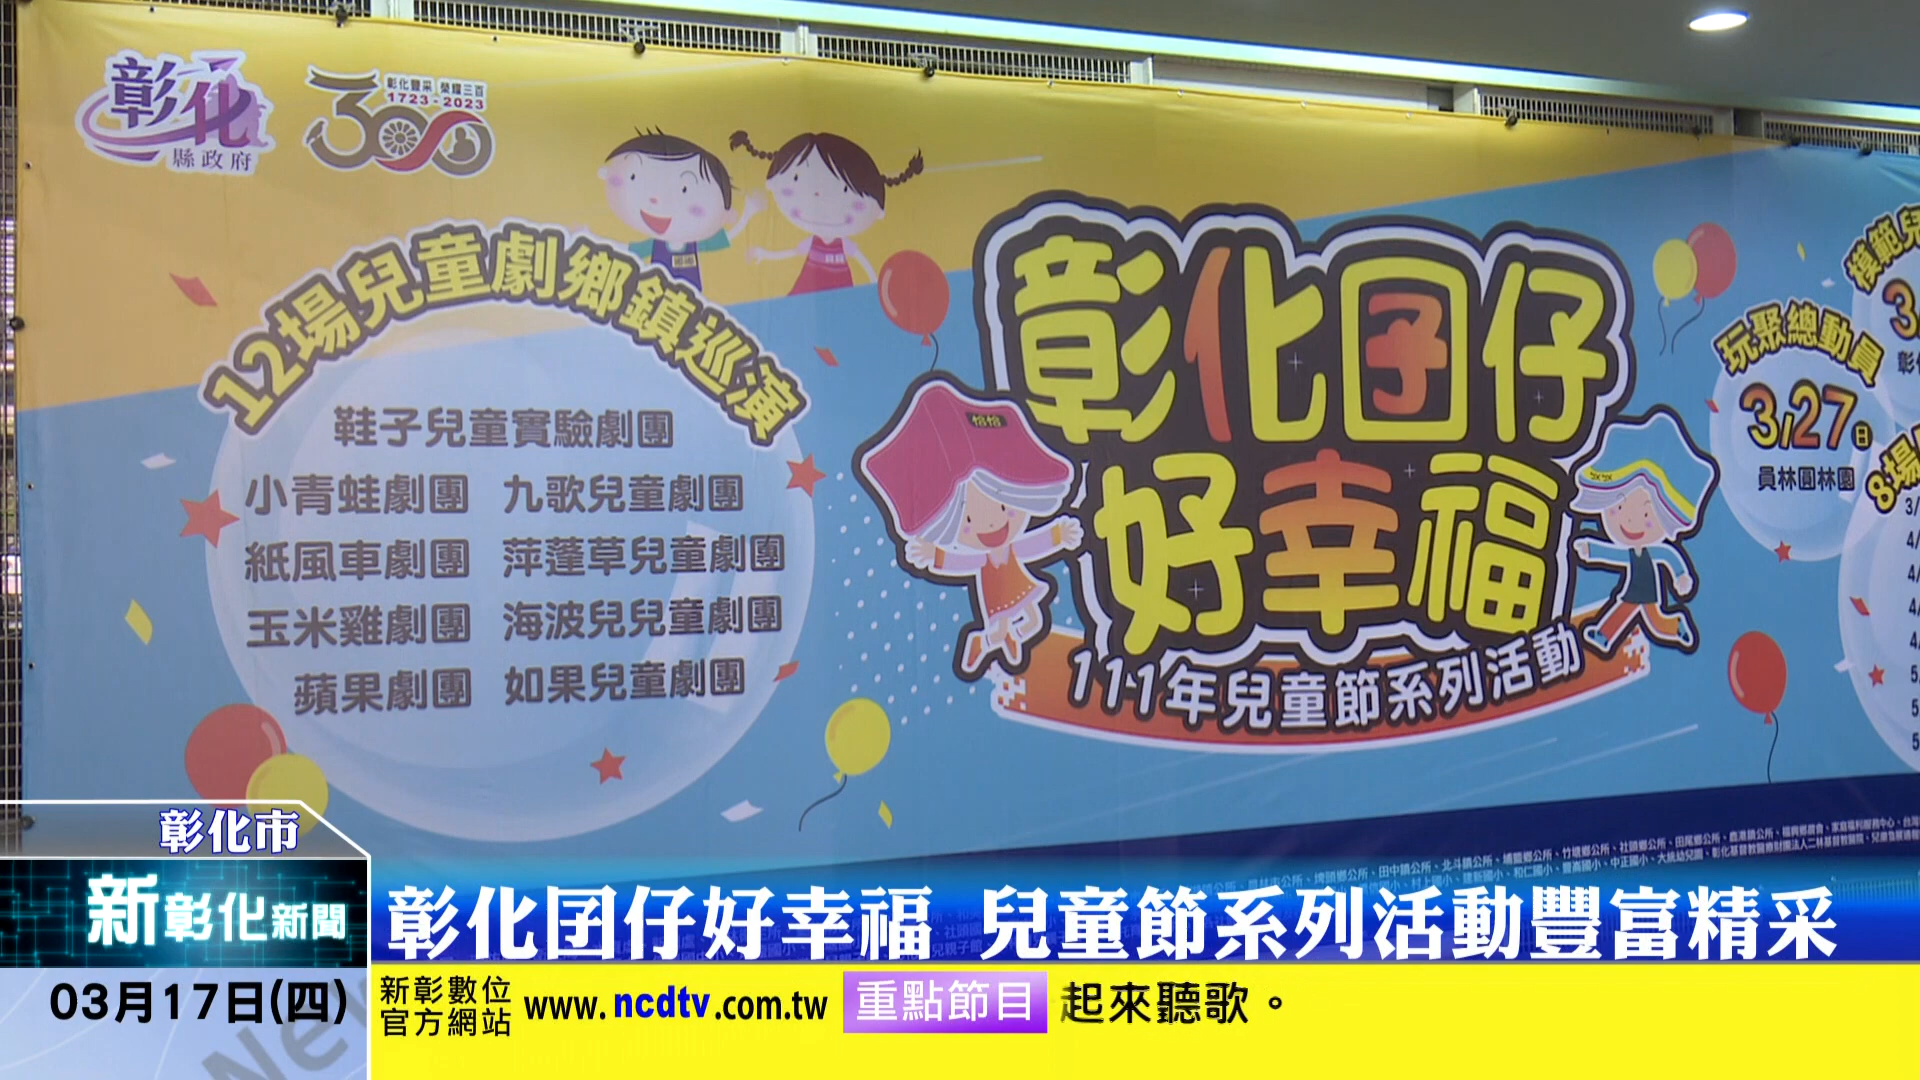 彰化
縣政府
彰化豐采 榮耀三百
1723-2023
300
12場兒童劇鄉鎮巡演
鞋子兒童實驗劇團
小青蛙劇團 九歌兒童劇團
紙風車劇團 萍蓬草兒童劇團
玉米雞劇團 海波兒兒童劇團
蘋果劇團 如果兒童劇團
彰化囝仔
好幸福
111年兒童節系列活動
模範兒
3
玩聚總動員
3/27日
員林圓林園
8場
彰化市
新彰化新聞
彰化囝仔好幸福 兒童節系列活動豐富精采
03月17日(四)
新彰數位
官方網站
www.ncdtv.com.tw
重點節目
起來聽歌。